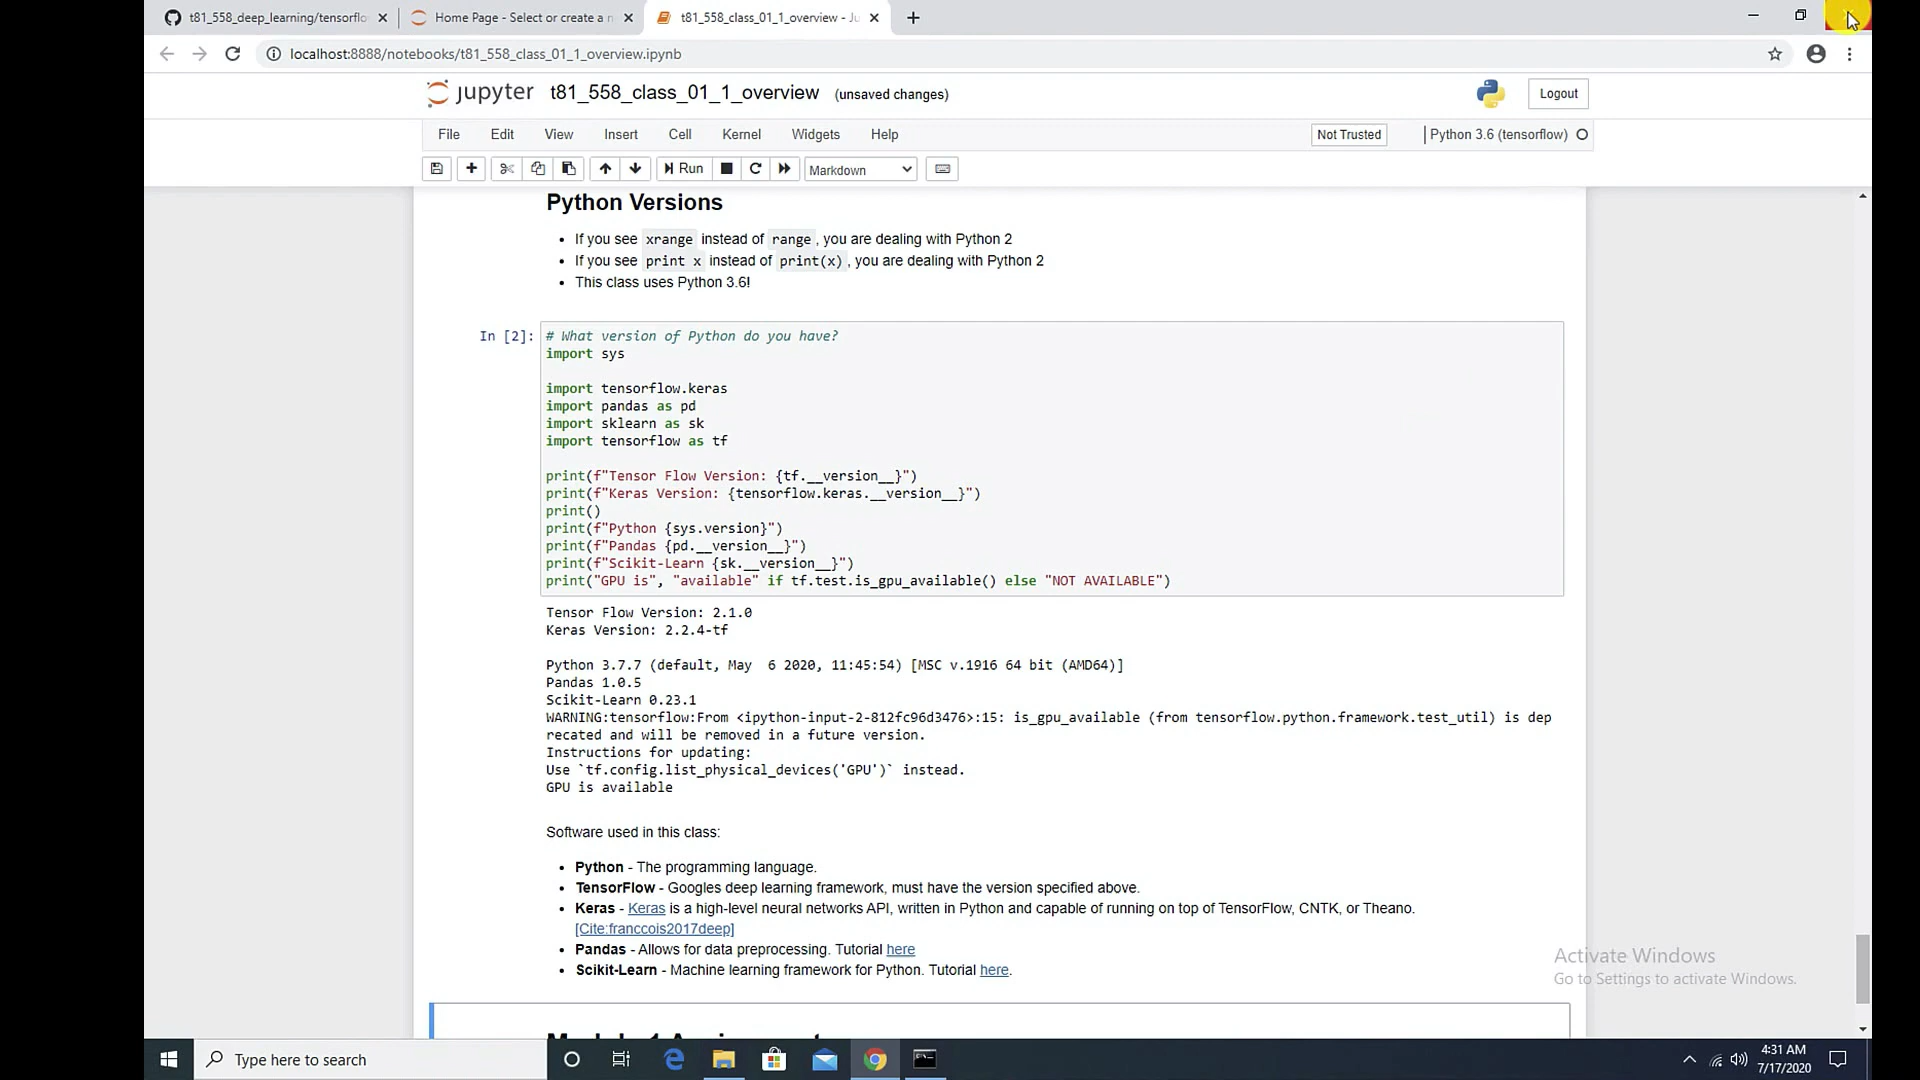 t81_558_deep_learning/tensorflo
Home Page - Select or create a n
t81_558_class_01_1_overview - Ju
localhost:8888/notebooks/t81_558_class_01_1_overview.ipynb
jupyter t81_558_class_01_1_overview (unsaved changes)
Logout
File Edit View Insert Cell Kernel Widgets Help
Not Trusted
Python 3.6 (tensorflow)
Run
Markdown
Python Versions
• If you see xrange instead of range, you are dealing with Python 2
• If you see print x instead of print(x), you are dealing with Python 2
• This class uses Python 3.6!
In [2]:
# What version of Python do you have?
import sys
import tensorflow.keras
import pandas as pd
import sklearn as sk
import tensorflow as tf
print(f"Tensor Flow Version: {tf.__version__}")
print(f"Keras Version: {tensorflow.keras.__version__}")
print()
print(f"Python {sys.version}")
print(f"Pandas {pd.__version__}")
print(f"Scikit-Learn {sk.__version__}")
print("GPU is", "available" if tf.test.is_gpu_available() else "NOT AVAILABLE")
Tensor Flow Version: 2.1.0
Keras Version: 2.2.4-tf
Python 3.7.7 (default, May  6 2020, 11:45:54) [MSC v.1916 64 bit (AMD64)]
Pandas 1.0.5
Scikit-Learn 0.23.1
WARNING:tensorflow:From <ipython-input-2-812fc96d3476>:15: is_gpu_available (from tensorflow.python.framework.test_util) is dep
recated and will be removed in a future version.
Instructions for updating:
Use `tf.config.list_physical_devices('GPU')` instead.
GPU is available
Software used in this class:
• Python - The programming language.
• TensorFlow - Googles deep learning framework, must have the version specified above.
• Keras - Keras is a high-level neural networks API, written in Python and capable of running on top of TensorFlow, CNTK, or Theano.
[Cite:franccois2017deep]
• Pandas - Allows for data preprocessing. Tutorial here
• Scikit-Learn - Machine learning framework for Python. Tutorial here.
Activate Windows
Go to Settings to activate Windows.
Type here to search
4:31 AM
7/17/2020